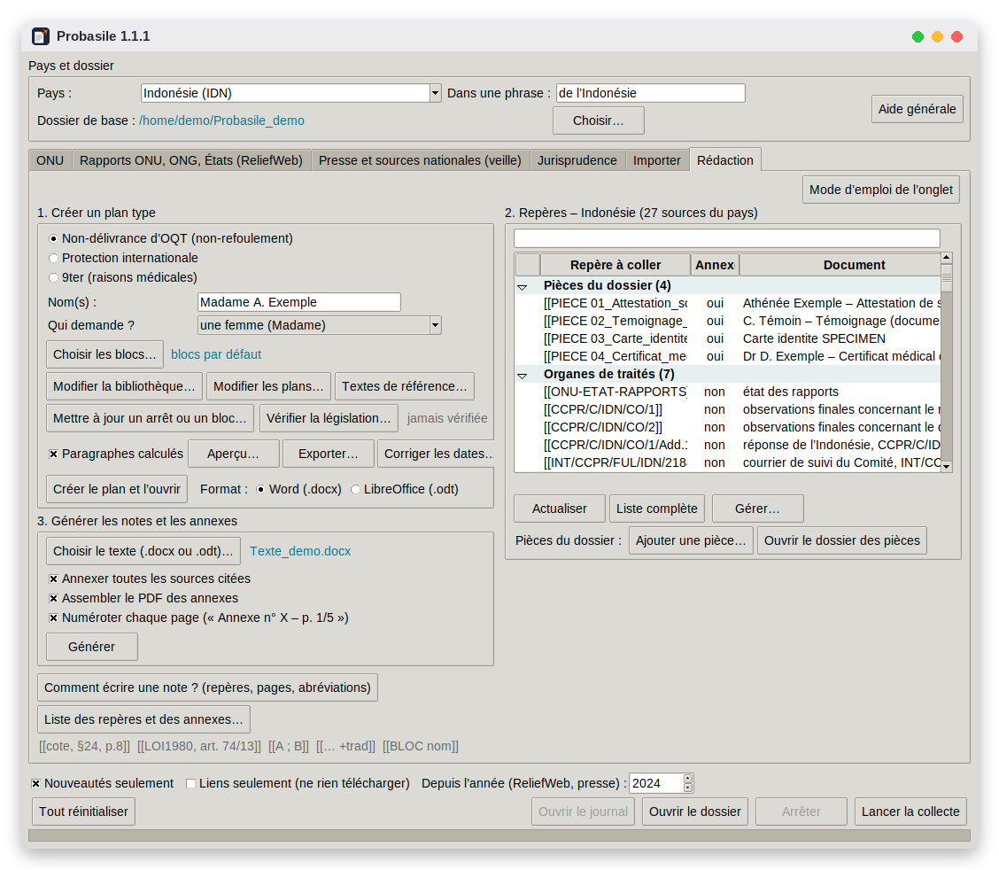 Probasile 1.1.1
Pays et dossier
Pays : Indonésie (IDN) Dans une phrase : de l’Indonésie
Aide générale
Dossier de base : /home/demo/Probasile_demo Choisir…
ONU Rapports ONU, ONG, États (ReliefWeb) Presse et sources nationales (veille) Jurisprudence Importer Rédaction
Mode d’emploi de l’onglet
1. Créer un plan type
Non-délivrance d’OQT (non-refoulement)
Protection internationale
9ter (raisons médicales)
Nom(s) : Madame A. Exemple
Qui demande ? une femme (Madame)
Choisir les blocs… blocs par défaut
Modifier la bibliothèque… Modifier les plans… Textes de référence…
Mettre à jour un arrêt ou un bloc… Vérifier la législation… jamais vérifiée
Paragraphes calculés Aperçu… Exporter… Corriger les dates…
Créer le plan et l’ouvrir Format : Word (.docx) LibreOffice (.odt)
2. Repères – Indonésie (27 sources du pays)
Repère à coller Annex Document
Pièces du dossier (4)
[[PIECE 01_Attestation_sc oui Athénée Exemple – Attestation de s
[[PIECE 02_Temoignage_ oui C. Témoin – Témoignage (docume
[[PIECE 03_Carte_identite oui Carte identite SPECIMEN
[[PIECE 04_Certificat_me oui Dr D. Exemple – Certificat médical
Organes de traités (7)
[[ONU-ETAT-RAPPORTS] non état des rapports
[[CCPR/C/IDN/CO/1]] non observations finales concernant le r
[[CCPR/C/IDN/CO/2]] non observations finales concernant le d
[[CCPR/C/IDN/CO/1/Add.1 non réponse de l’Indonésie, CCPR/C/ID
[[INT/CCPR/FUL/IDN/218 non courrier de suivi du Comité, INT/CC
Actualiser Liste complète Gérer…
Pièces du dossier : Ajouter une pièce… Ouvrir le dossier des pièces
3. Générer les notes et les annexes
Choisir le texte (.docx ou .odt)… Texte_demo.docx
Annexer toutes les sources citées
Assembler le PDF des annexes
Numéroter chaque page (« Annexe n° X – p. 1/5 »)
Générer
Comment écrire une note ? (repères, pages, abréviations)
Liste des repères et des annexes…
[[cote, §24, p.8]] [[LOI1980, art. 74/13]] [[A ; B]] [[… +trad]] [[BLOC nom]]
Nouveautés seulement Liens seulement (ne rien télécharger) Depuis l’année (ReliefWeb, presse) : 2024
Tout réinitialiser Ouvrir le journal Ouvrir le dossier Arrêter Lancer la collecte